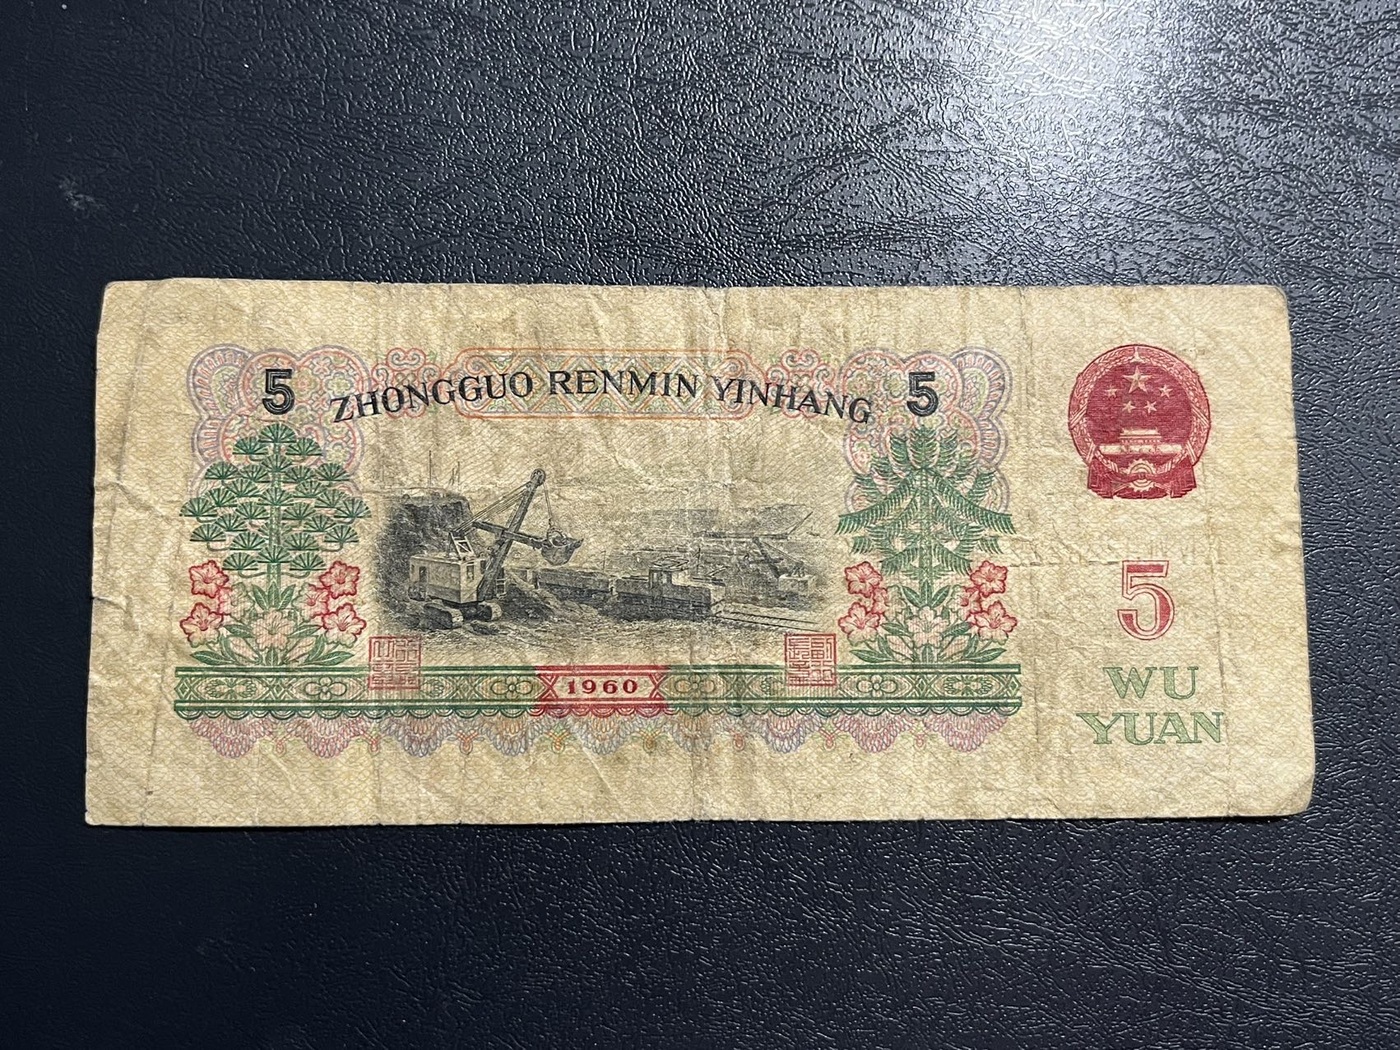 5 ZHONGGUO RENMIN YINHANG 5
1960
5
WU
YUAN